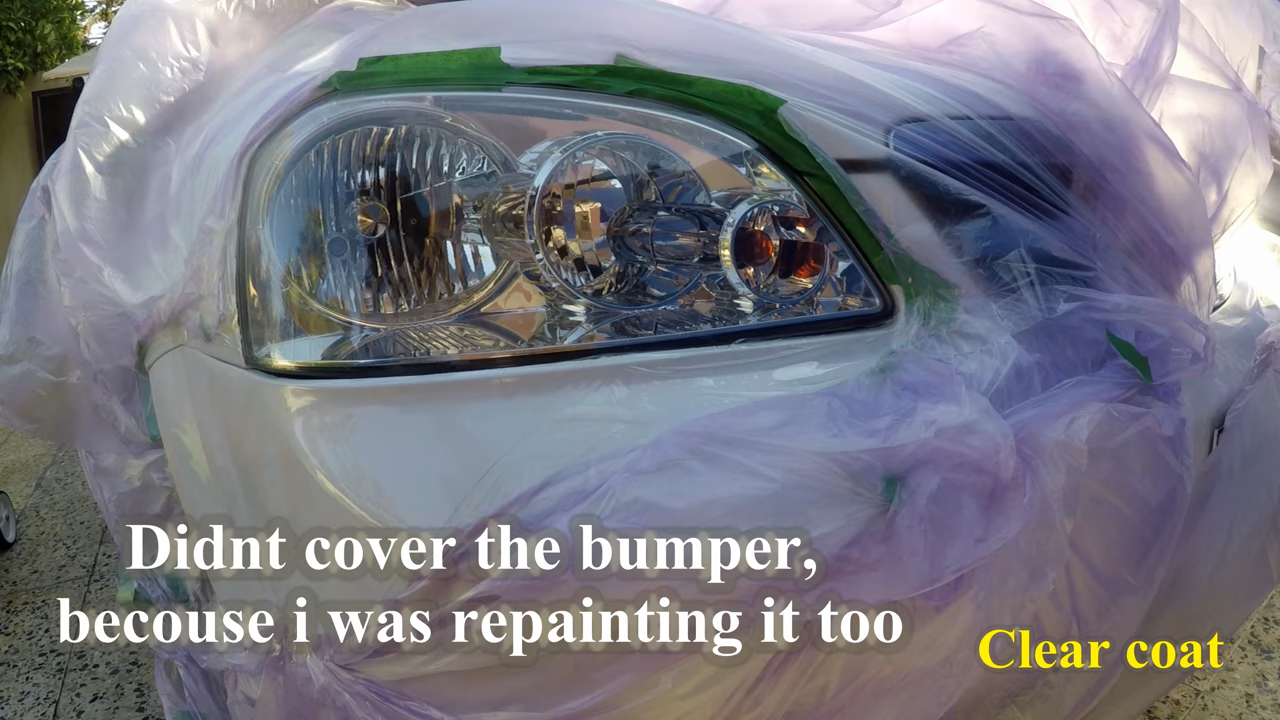 Didnt cover the bumper,
becouse i was repainting it too
Clear coat